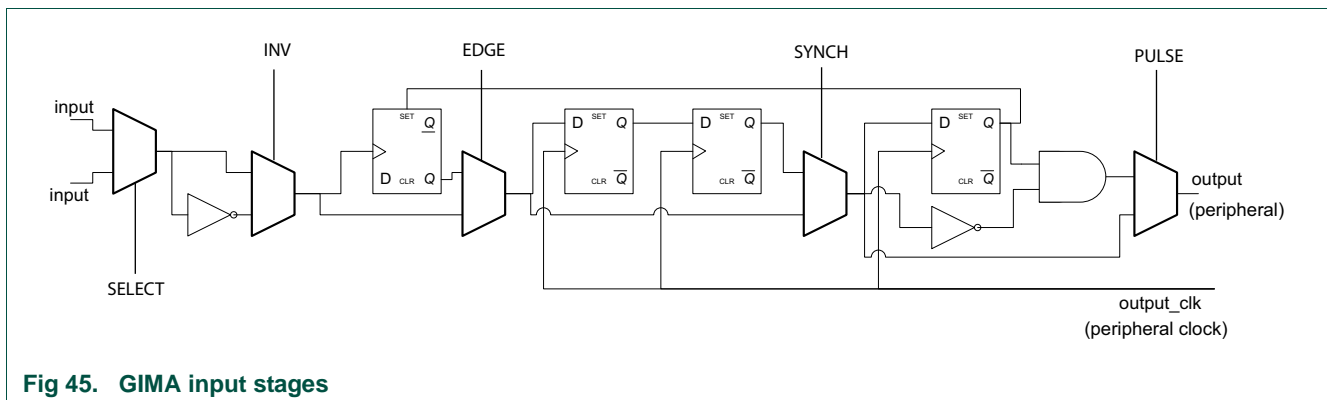 INV
EDGE
SYNCH
PULSE
input
input
SELECT
SET
Q
D
CLR
Q
D
SET
Q
CLR
Q
D
SET
Q
CLR
Q
D
SET
Q
CLR
Q
output
(peripheral)
output_clk
(peripheral clock)
Fig 45. GIMA input stages